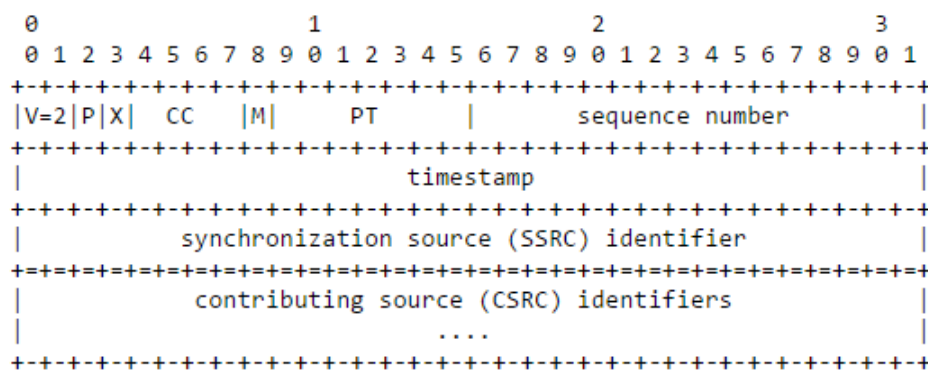 0                   1                   2                   3
 0 1 2 3 4 5 6 7 8 9 0 1 2 3 4 5 6 7 8 9 0 1 2 3 4 5 6 7 8 9 0 1
+-+-+-+-+-+-+-+-+-+-+-+-+-+-+-+-+-+-+-+-+-+-+-+-+-+-+-+-+-+-+-+-+
|V=2|P|X|  CC   |M|     PT      |       sequence number         |
+-+-+-+-+-+-+-+-+-+-+-+-+-+-+-+-+-+-+-+-+-+-+-+-+-+-+-+-+-+-+-+-+
|                           timestamp                           |
+-+-+-+-+-+-+-+-+-+-+-+-+-+-+-+-+-+-+-+-+-+-+-+-+-+-+-+-+-+-+-+-+
|           synchronization source (SSRC) identifier            |
+=+=+=+=+=+=+=+=+=+=+=+=+=+=+=+=+=+=+=+=+=+=+=+=+=+=+=+=+=+=+=+=+
|            contributing source (CSRC) identifiers             |
|                             ....                              |
+-+-+-+-+-+-+-+-+-+-+-+-+-+-+-+-+-+-+-+-+-+-+-+-+-+-+-+-+-+-+-+-+